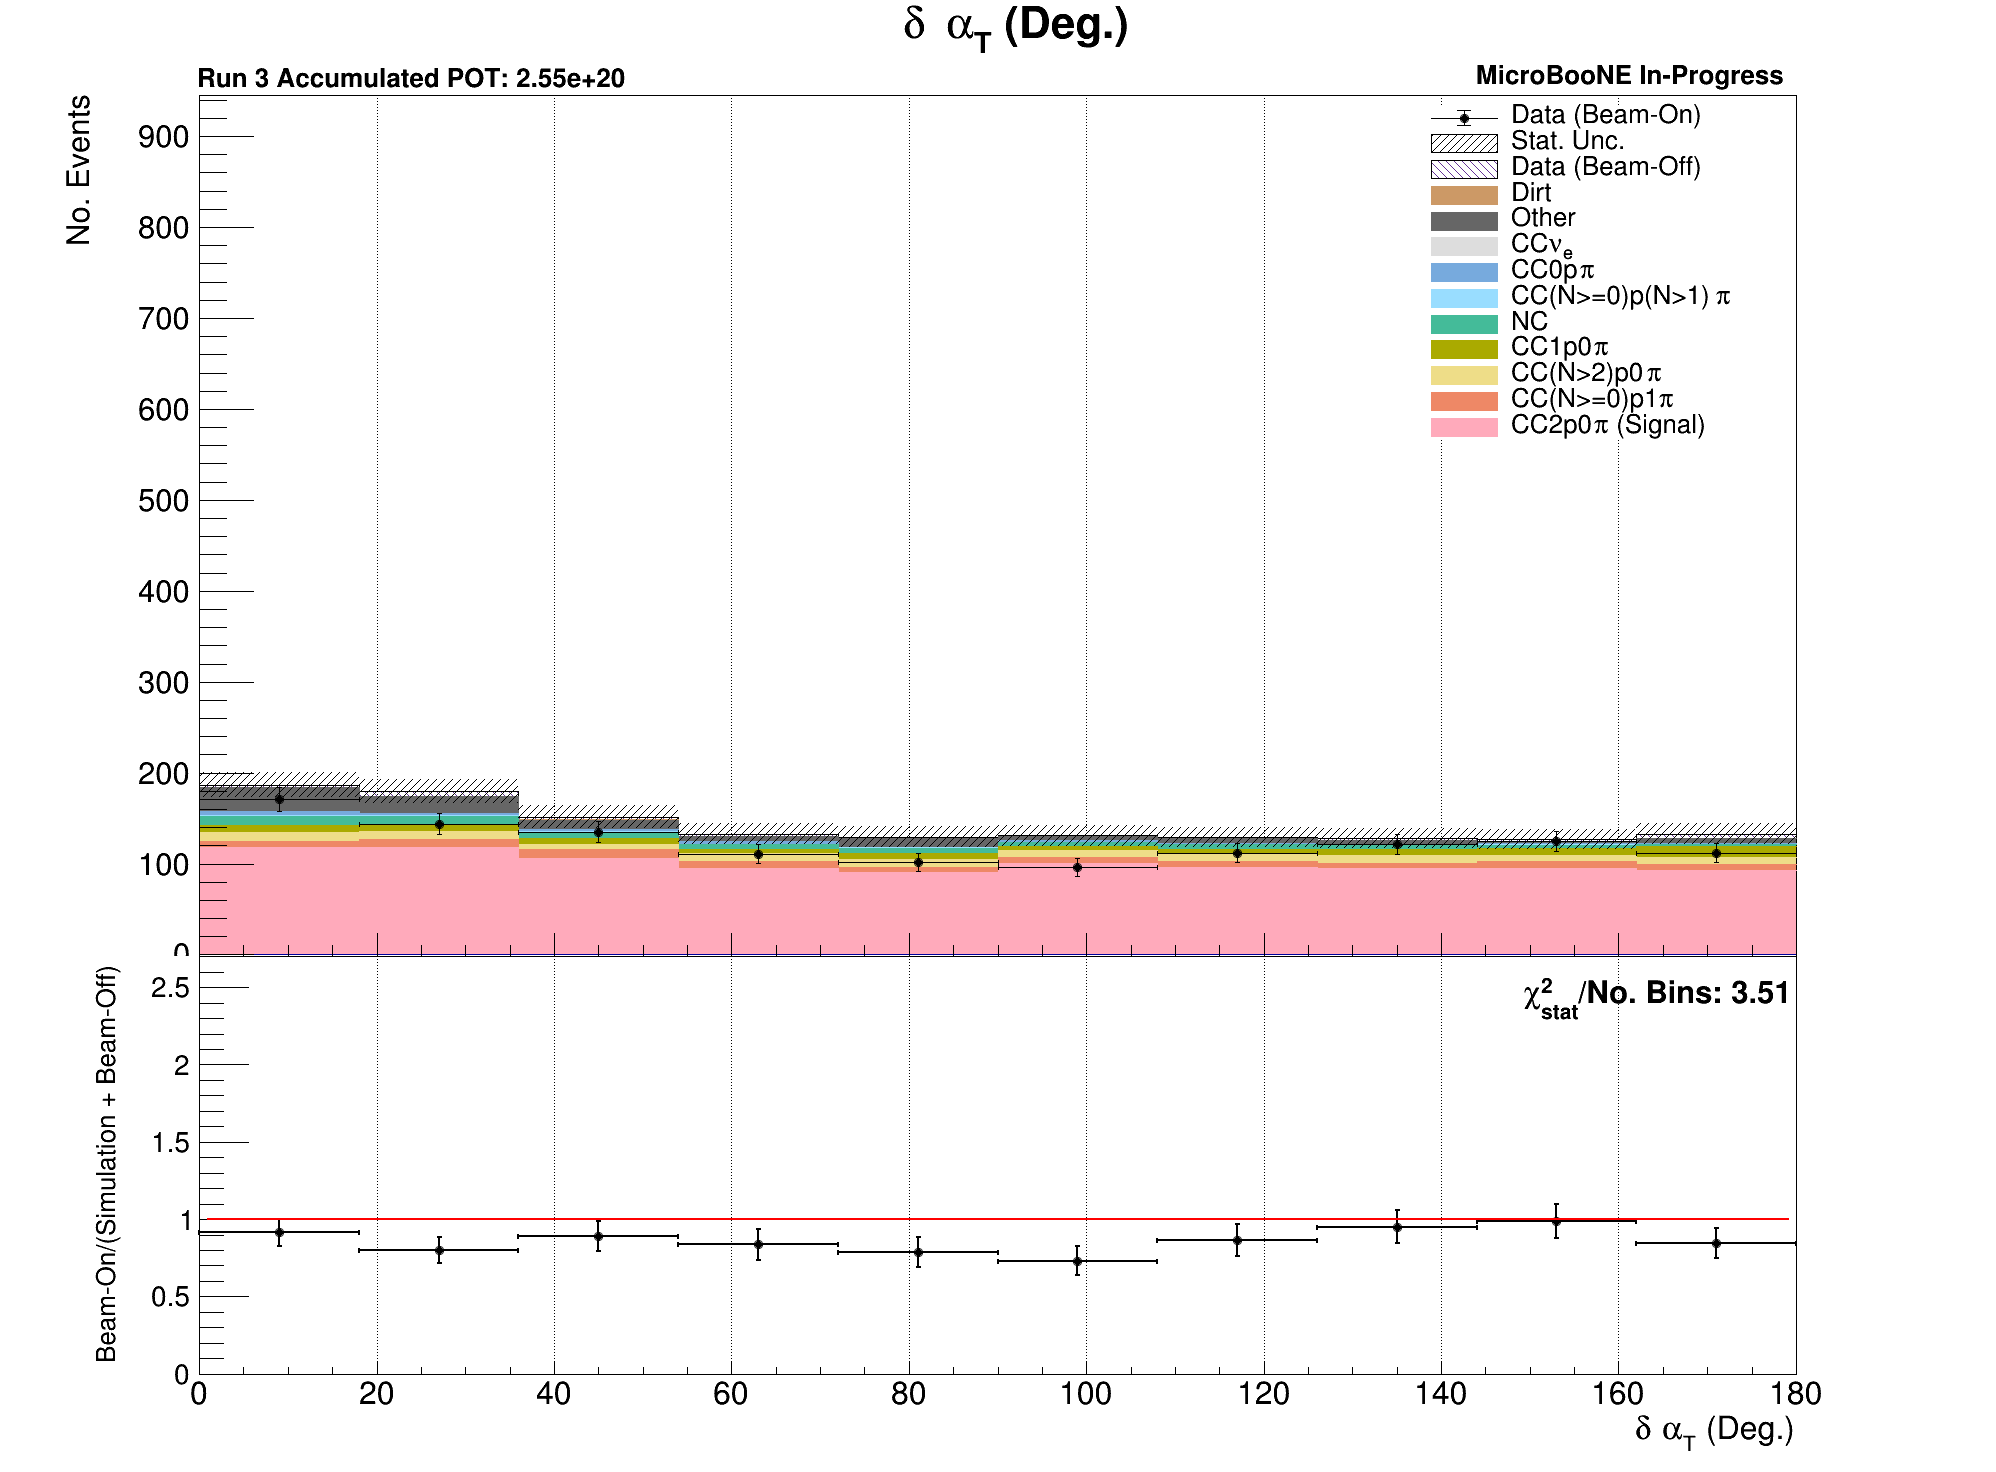 δ α_T (Deg.)
Run 3 Accumulated POT: 2.55e+20
MicroBooNE In-Progress
No. Events
900
800
700
600
500
400
300
200
100
0
Data (Beam-On)
Stat. Unc.
Data (Beam-Off)
Dirt
Other
CCν_e
CC0pπ
CC(N>=0)p(N>1) π
NC
CC1p0π
CC(N>2)p0π
CC(N>=0)p1π
CC2p0π (Signal)
Beam-On/(Simulation + Beam-Off)
χ²_stat/No. Bins: 3.51
2.5
2
1.5
1
0.5
0
0 20 40 60 80 100 120 140 160 180
δ α_T (Deg.)